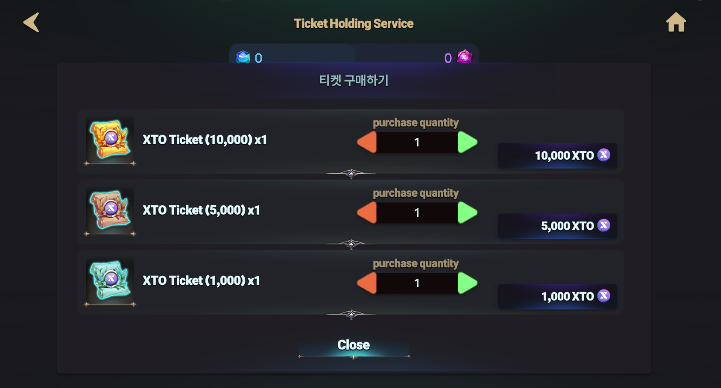 Ticket Holding Service
0
0
티켓 구매하기
purchase quantity
XTO Ticket (10,000) x1
1
10,000 XTO
purchase quantity
XTO Ticket (5,000) x1
1
5,000 XTO
purchase quantity
XTO Ticket (1,000) x1
1
1,000 XTO
Close